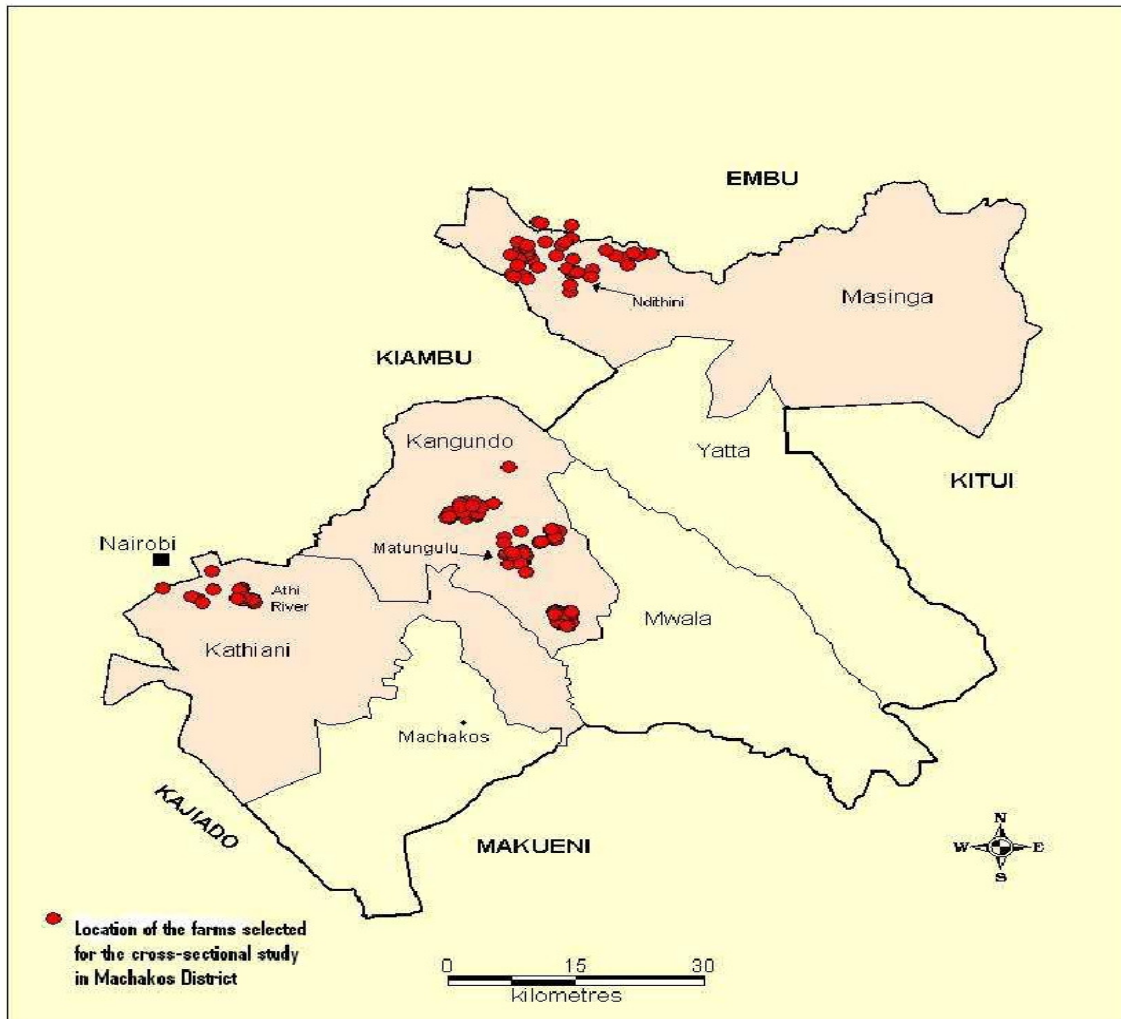 EMBU
Masinga
Ndithini
KIAMBU
Kangundo
Yatta
KITUI
Nairobi
Matungulu
Athi
River
Mwala
Kathiani
Machakos
KAJIADO
MAKUENI
N
W E
S
Location of the farms selected
for the cross-sectional study
in Machakos District
0 15 30
kilometres